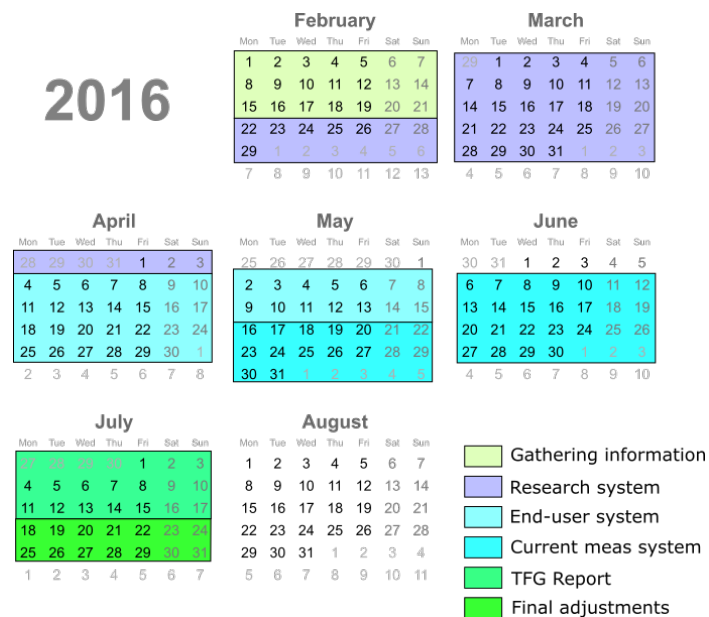 2016
February
Mon Tue Wed Thu Fri Sat Sun
1 2 3 4 5 6 7
8 9 10 11 12 13 14
15 16 17 18 19 20 21
22 23 24 25 26 27 28
29 1 2 3 4 5 6
7 8 9 10 11 12 13
March
Mon Tue Wed Thu Fri Sat Sun
29 1 2 3 4 5 6
7 8 9 10 11 12 13
14 15 16 17 18 19 20
21 22 23 24 25 26 27
28 29 30 31 1 2 3
4 5 6 7 8 9 10
April
Mon Tue Wed Thu Fri Sat Sun
28 29 30 31 1 2 3
4 5 6 7 8 9 10
11 12 13 14 15 16 17
18 19 20 21 22 23 24
25 26 27 28 29 30 1
2 3 4 5 6 7 8
May
Mon Tue Wed Thu Fri Sat Sun
25 26 27 28 29 30 1
2 3 4 5 6 7 8
9 10 11 12 13 14 15
16 17 18 19 20 21 22
23 24 25 26 27 28 29
30 31 1 2 3 4 5
June
Mon Tue Wed Thu Fri Sat Sun
30 31 1 2 3 4 5
6 7 8 9 10 11 12
13 14 15 16 17 18 19
20 21 22 23 24 25 26
27 28 29 30 1 2 3
4 5 6 7 8 9 10
July
Mon Tue Wed Thu Fri Sat Sun
27 28 29 30 1 2 3
4 5 6 7 8 9 10
11 12 13 14 15 16 17
18 19 20 21 22 23 24
25 26 27 28 29 30 31
1 2 3 4 5 6 7
August
Mon Tue Wed Thu Fri Sat Sun
1 2 3 4 5 6 7
8 9 10 11 12 13 14
15 16 17 18 19 20 21
22 23 24 25 26 27 28
29 30 31 1 2 3 4
5 6 7 8 9 10 11
Gathering information
Research system
End-user system
Current meas system
TFG Report
Final adjustments